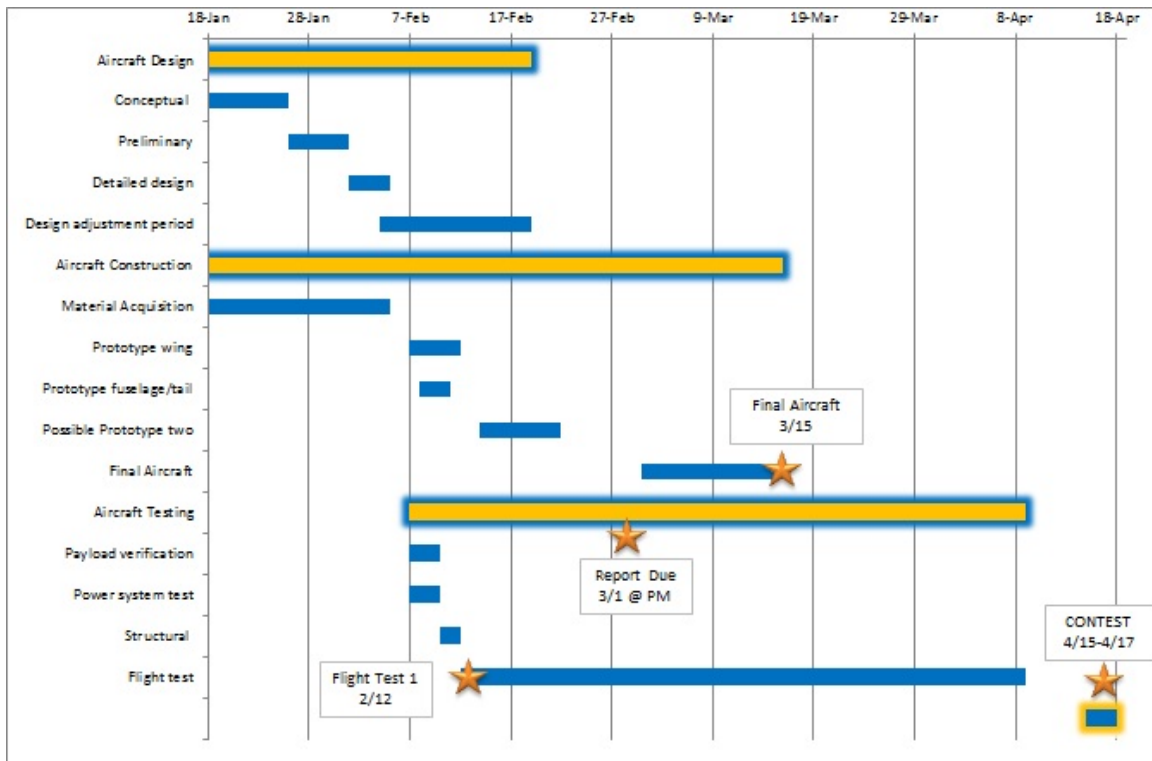 18-Jan 28-Jan 7-Feb 17-Feb 27-Feb 9-Mar 19-Mar 29-Mar 8-Apr 18-Apr
Aircraft Design
Conceptual
Preliminary
Detailed design
Design adjustment period
Aircraft Construction
Material Acquisition
Prototype wing
Prototype fuselage/tail
Possible Prototype two
Final Aircraft
3/15
Final Aircraft
Aircraft Testing
Payload verification
Report Due
3/1 @ PM
Power system test
Structural
CONTEST
4/15-4/17
Flight test
Flight Test 1
2/12